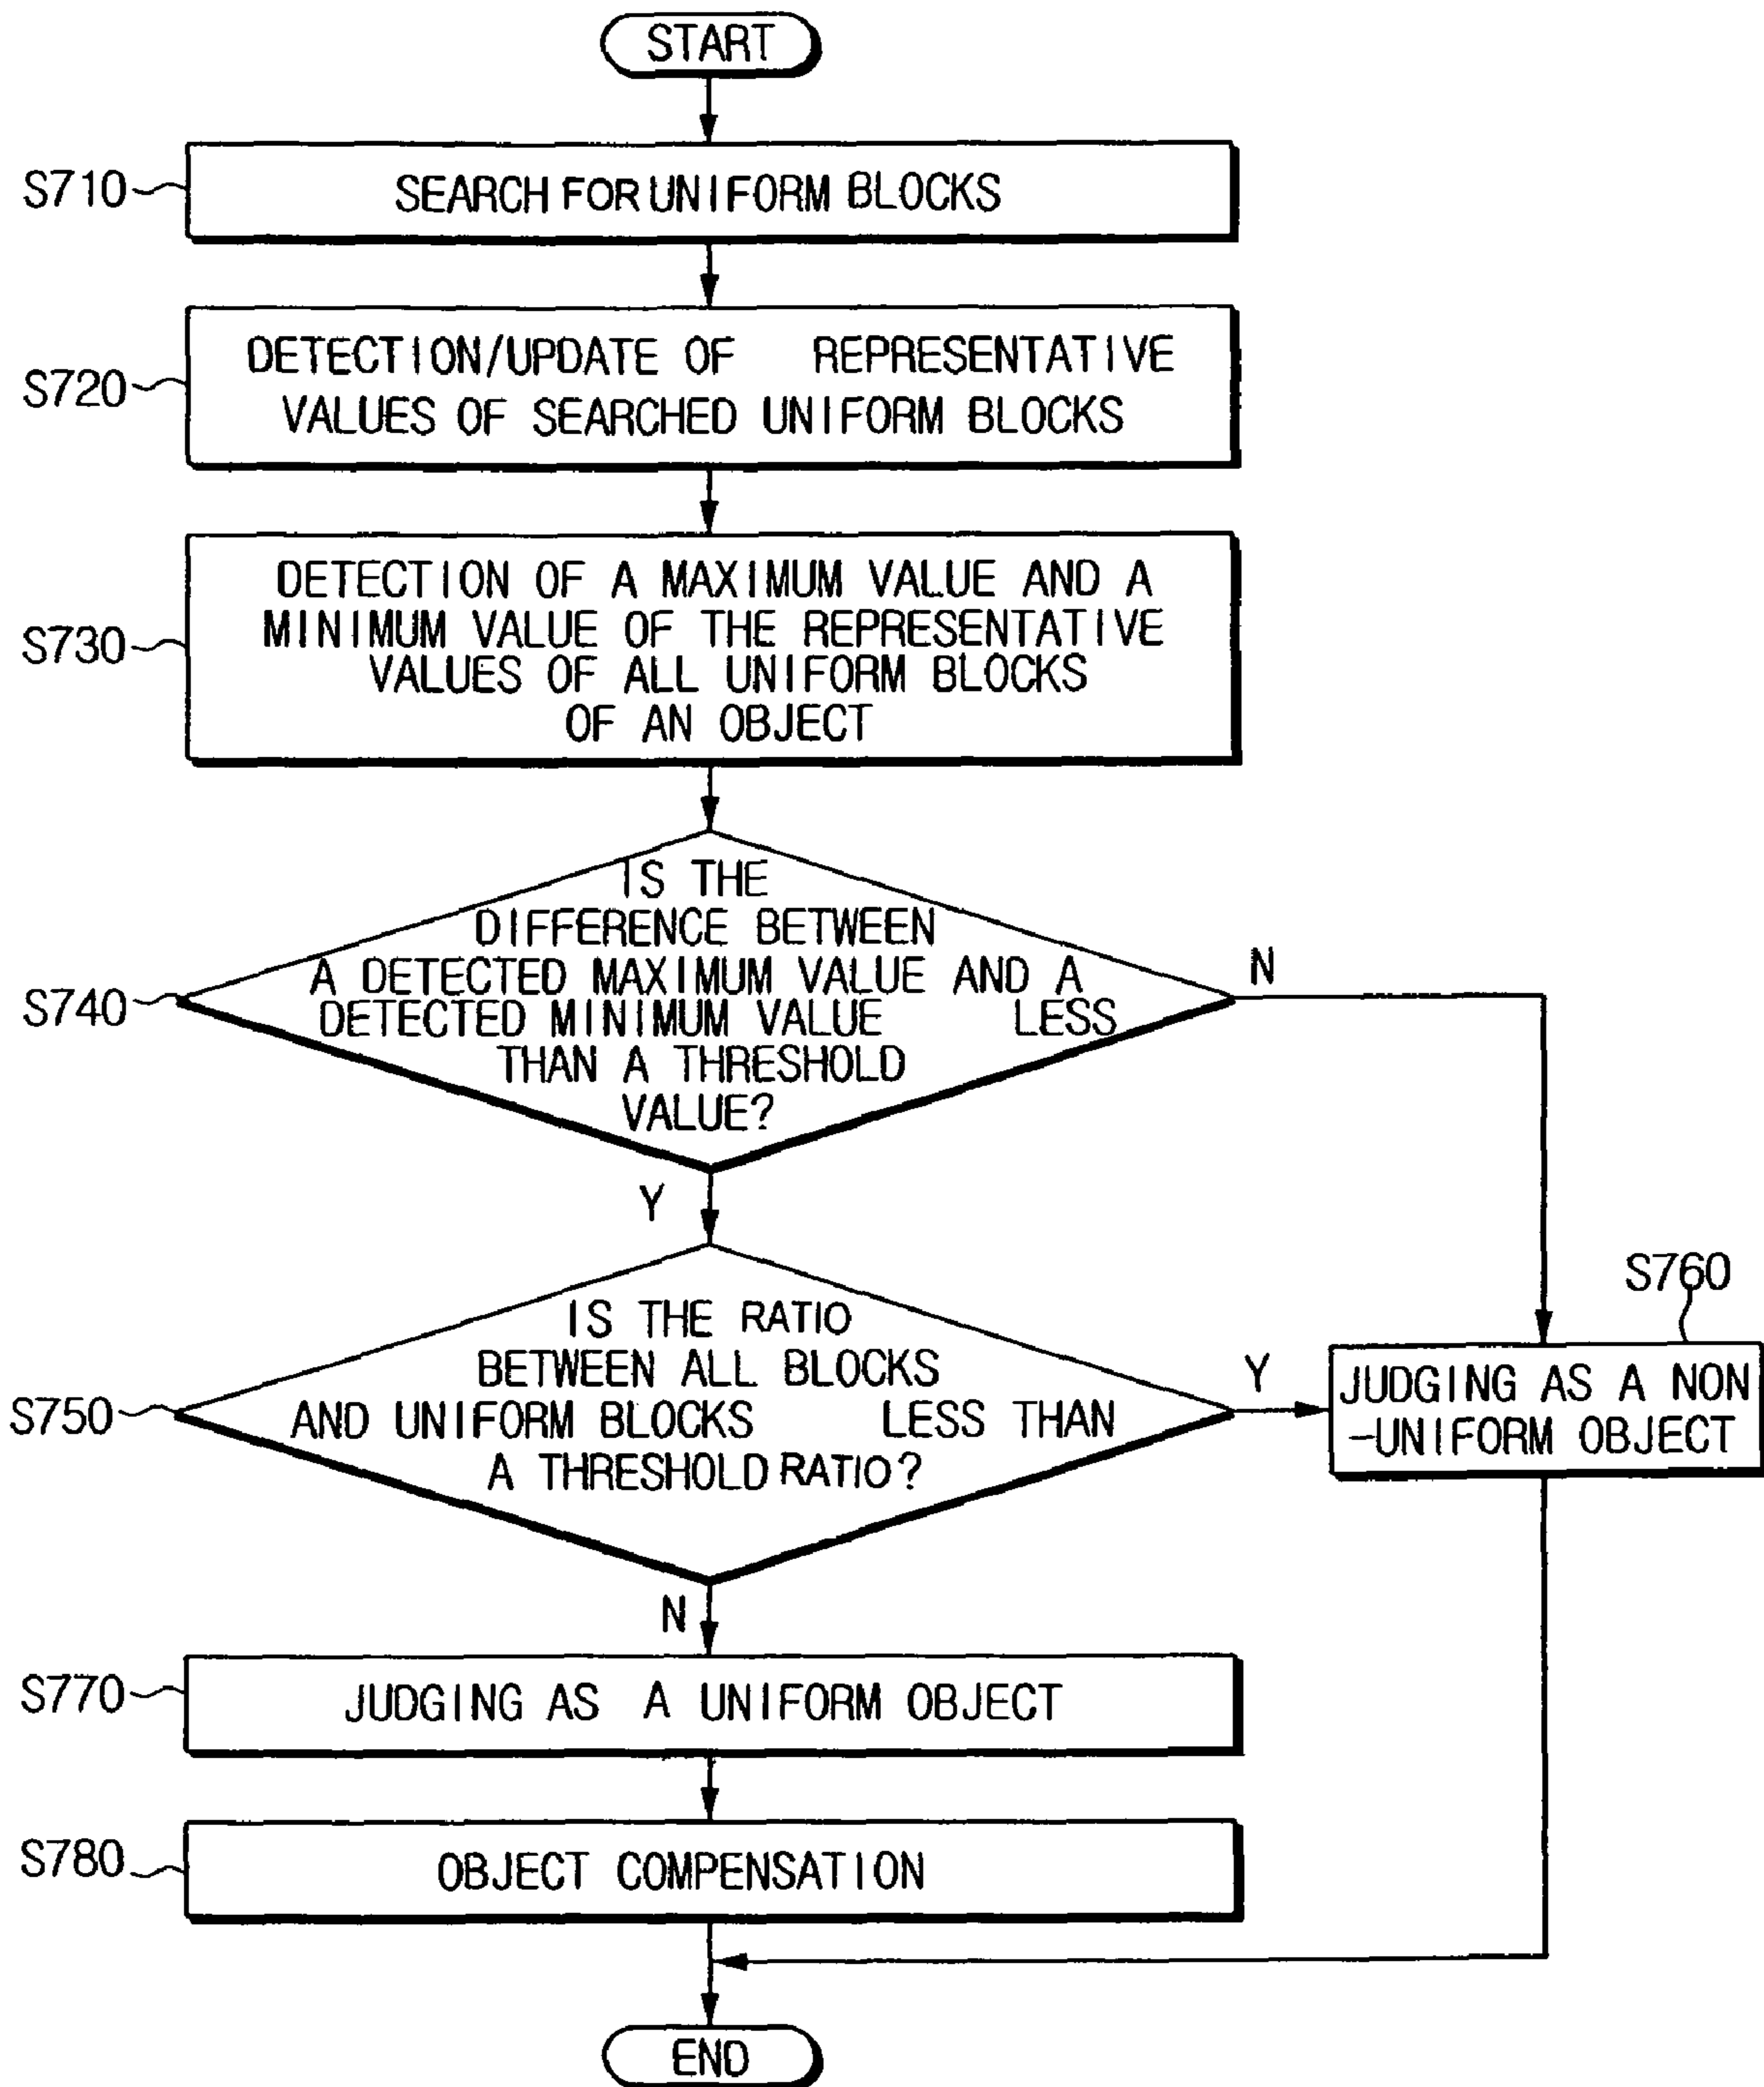 START
S710
SEARCH FOR UNIFORM BLOCKS
S720
DETECTION/UPDATE OF REPRESENTATIVE
VALUES OF SEARCHED UNIFORM BLOCKS
S730
DETECTION OF A MAXIMUM VALUE AND A
MINIMUM VALUE OF THE REPRESENTATIVE
VALUES OF ALL UNIFORM BLOCKS
OF AN OBJECT
S740
IS THE
DIFFERENCE BETWEEN
A DETECTED MAXIMUM VALUE AND A
DETECTED MINIMUM VALUE LESS
THAN A THRESHOLD
VALUE?
N
Y
S750
IS THE RATIO
BETWEEN ALL BLOCKS
AND UNIFORM BLOCKS LESS THAN
A THRESHOLD RATIO?
Y
S760
JUDGING AS A NON
-UNIFORM OBJECT
N
S770
JUDGING AS A UNIFORM OBJECT
S780
OBJECT COMPENSATION
END